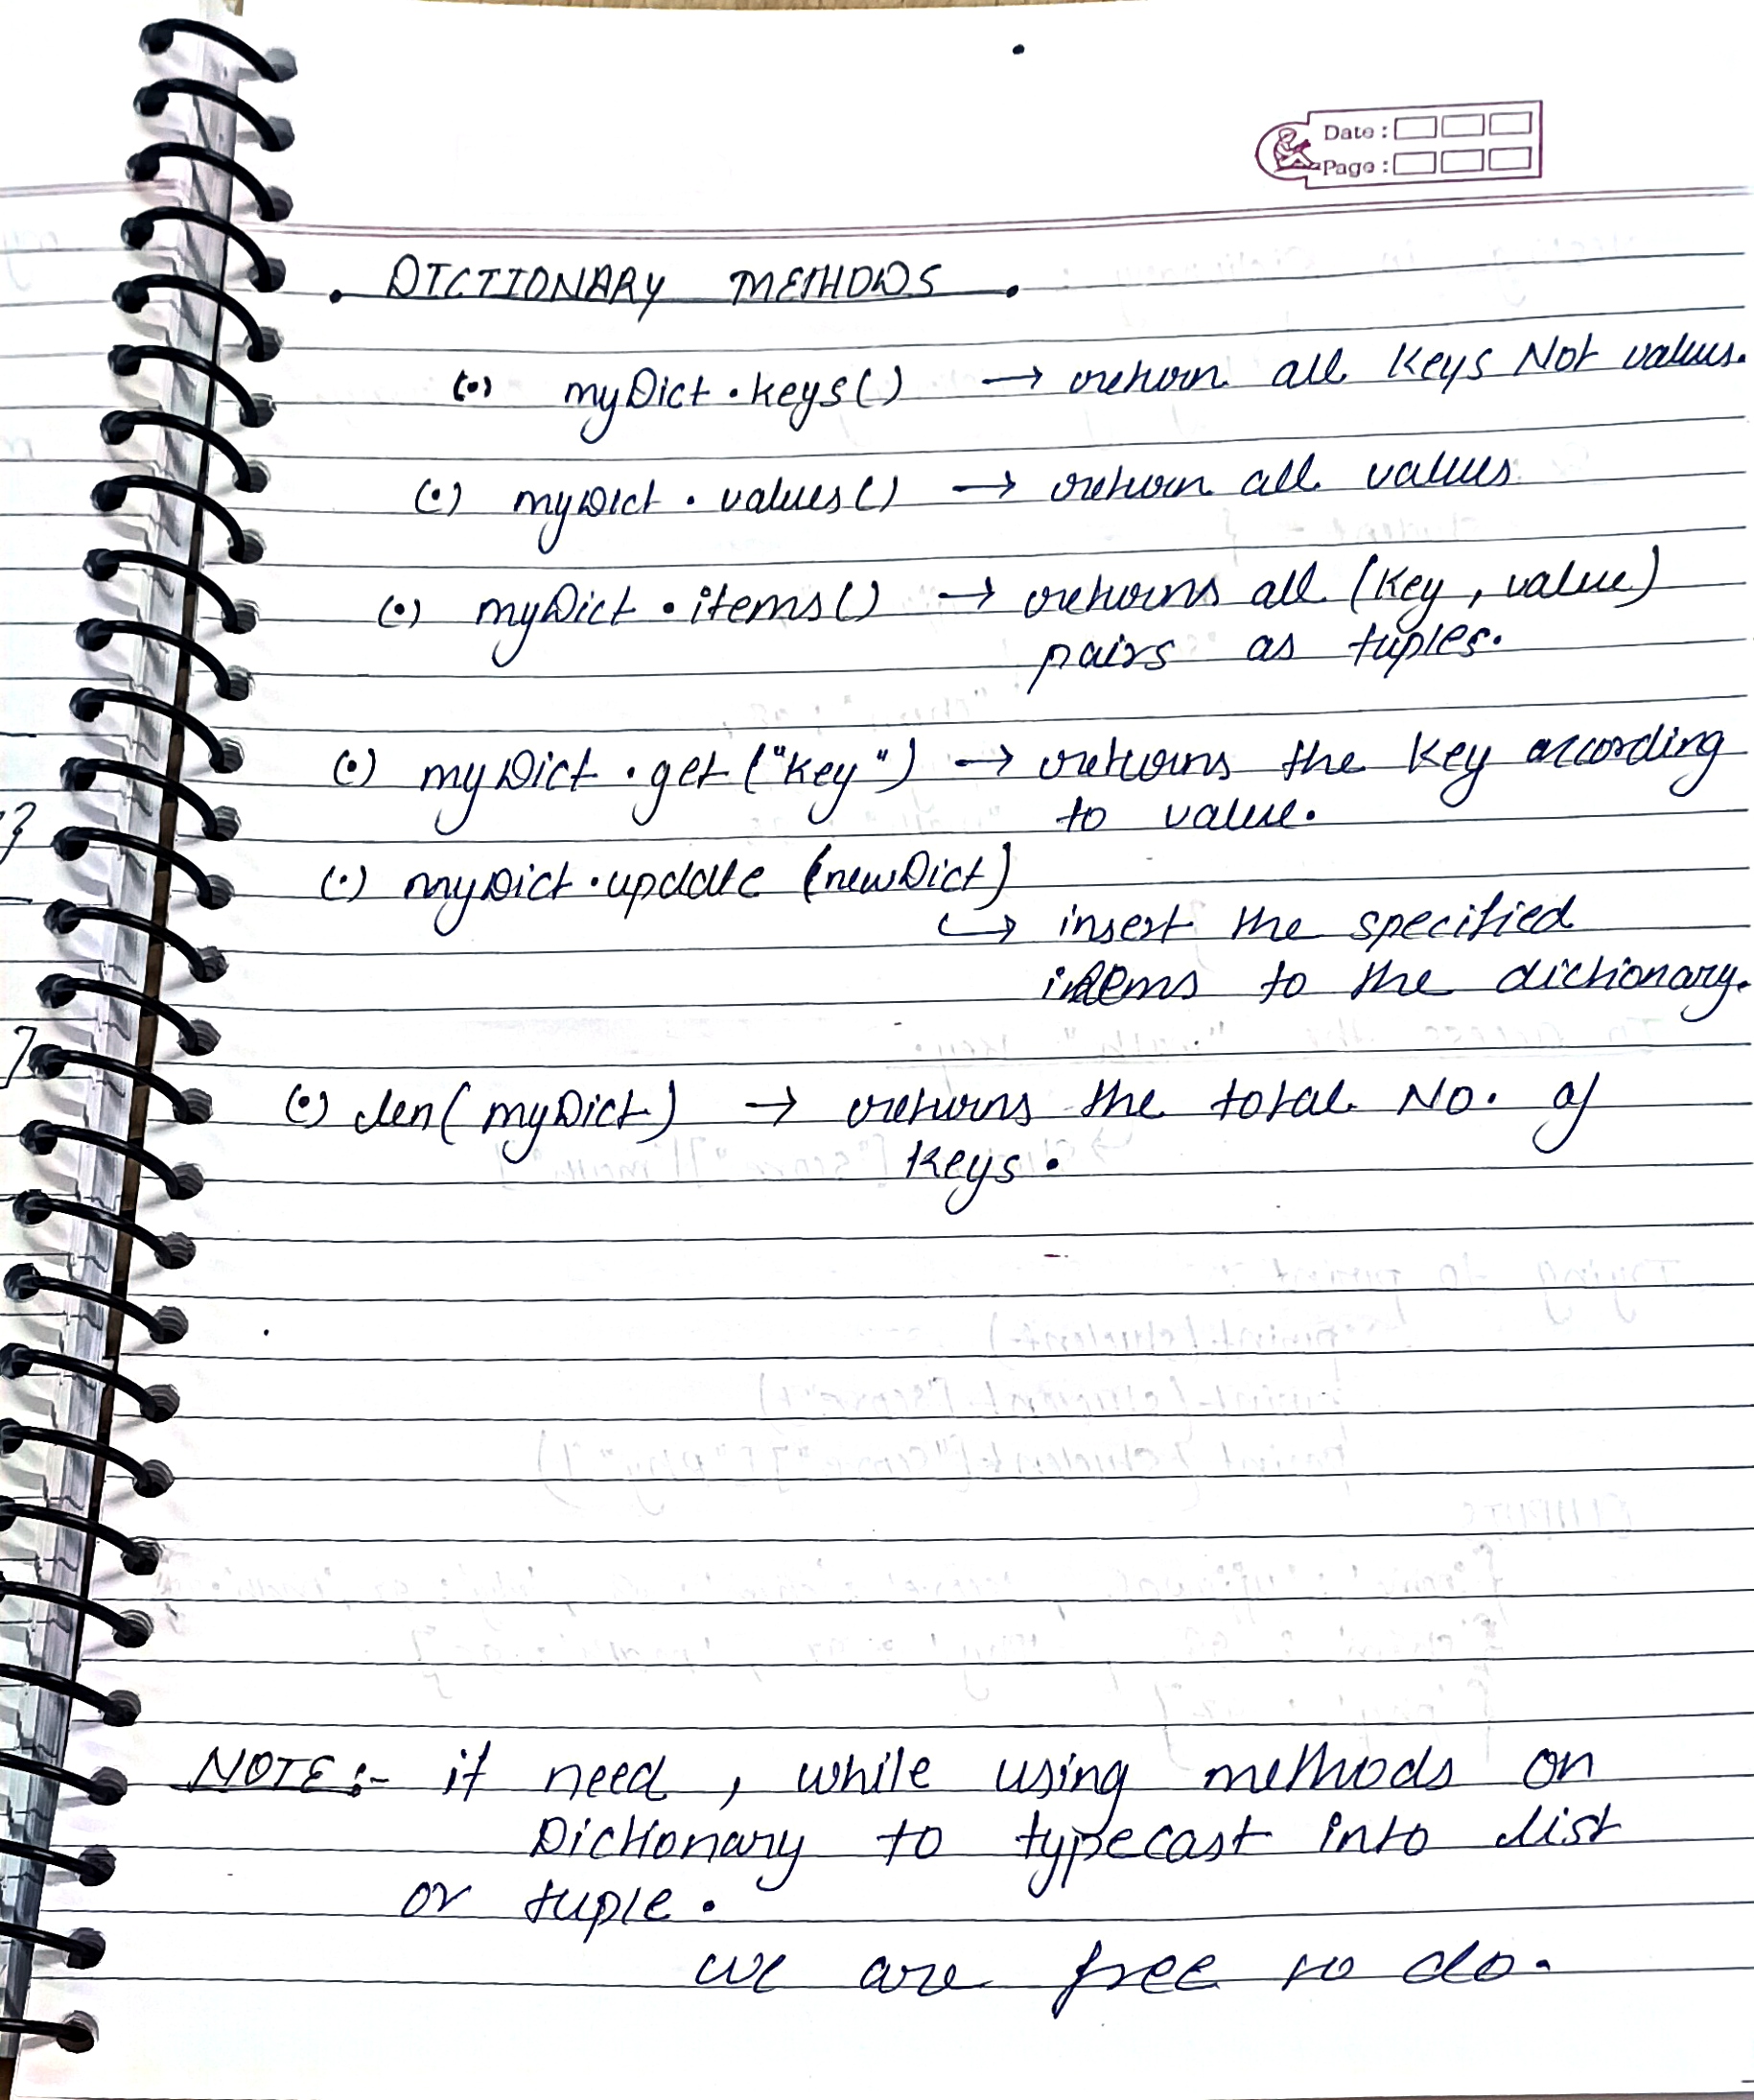 Date :
Page :
. DICTIONARY METHODS .
(•) myDict . keys() → return all keys Not values.
(•) myDict . values() → return all values
(•) myDict . items() → returns all (key , value)
pairs as tuples.
(•) myDict . get ("key") → returns the key according
to value.
(•) myDict . update (newDict)
↳ insert the specified
items to the dictionary.
(•) len( myDict ) → returns the total No. of
keys .
NOTE :- if need , while using methods on
Dictionary to typecast into list
or tuple .
we are free to do.